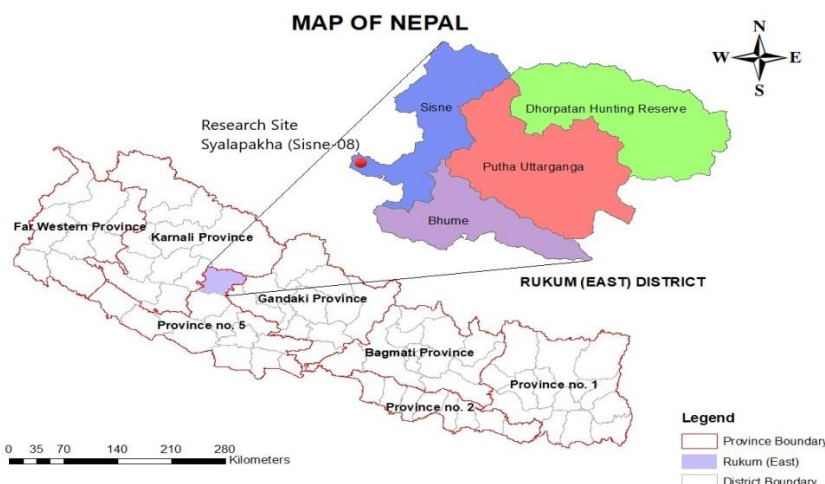 MAP OF NEPAL
N
W E
S
Sisne
Dhorpatan Hunting Reserve
Research Site
Syalapakha (Sisne-08)
Putha Uttarganga
Bhume
RUKUM (EAST) DISTRICT
Far Western Province
Karnali Province
Gandaki Province
Province no. 5
Bagmati Province
Province no. 1
Province no. 2
Legend
Province Boundary
Rukum (East)
District Boundary
0 35 70 140 210 280
Kilometers